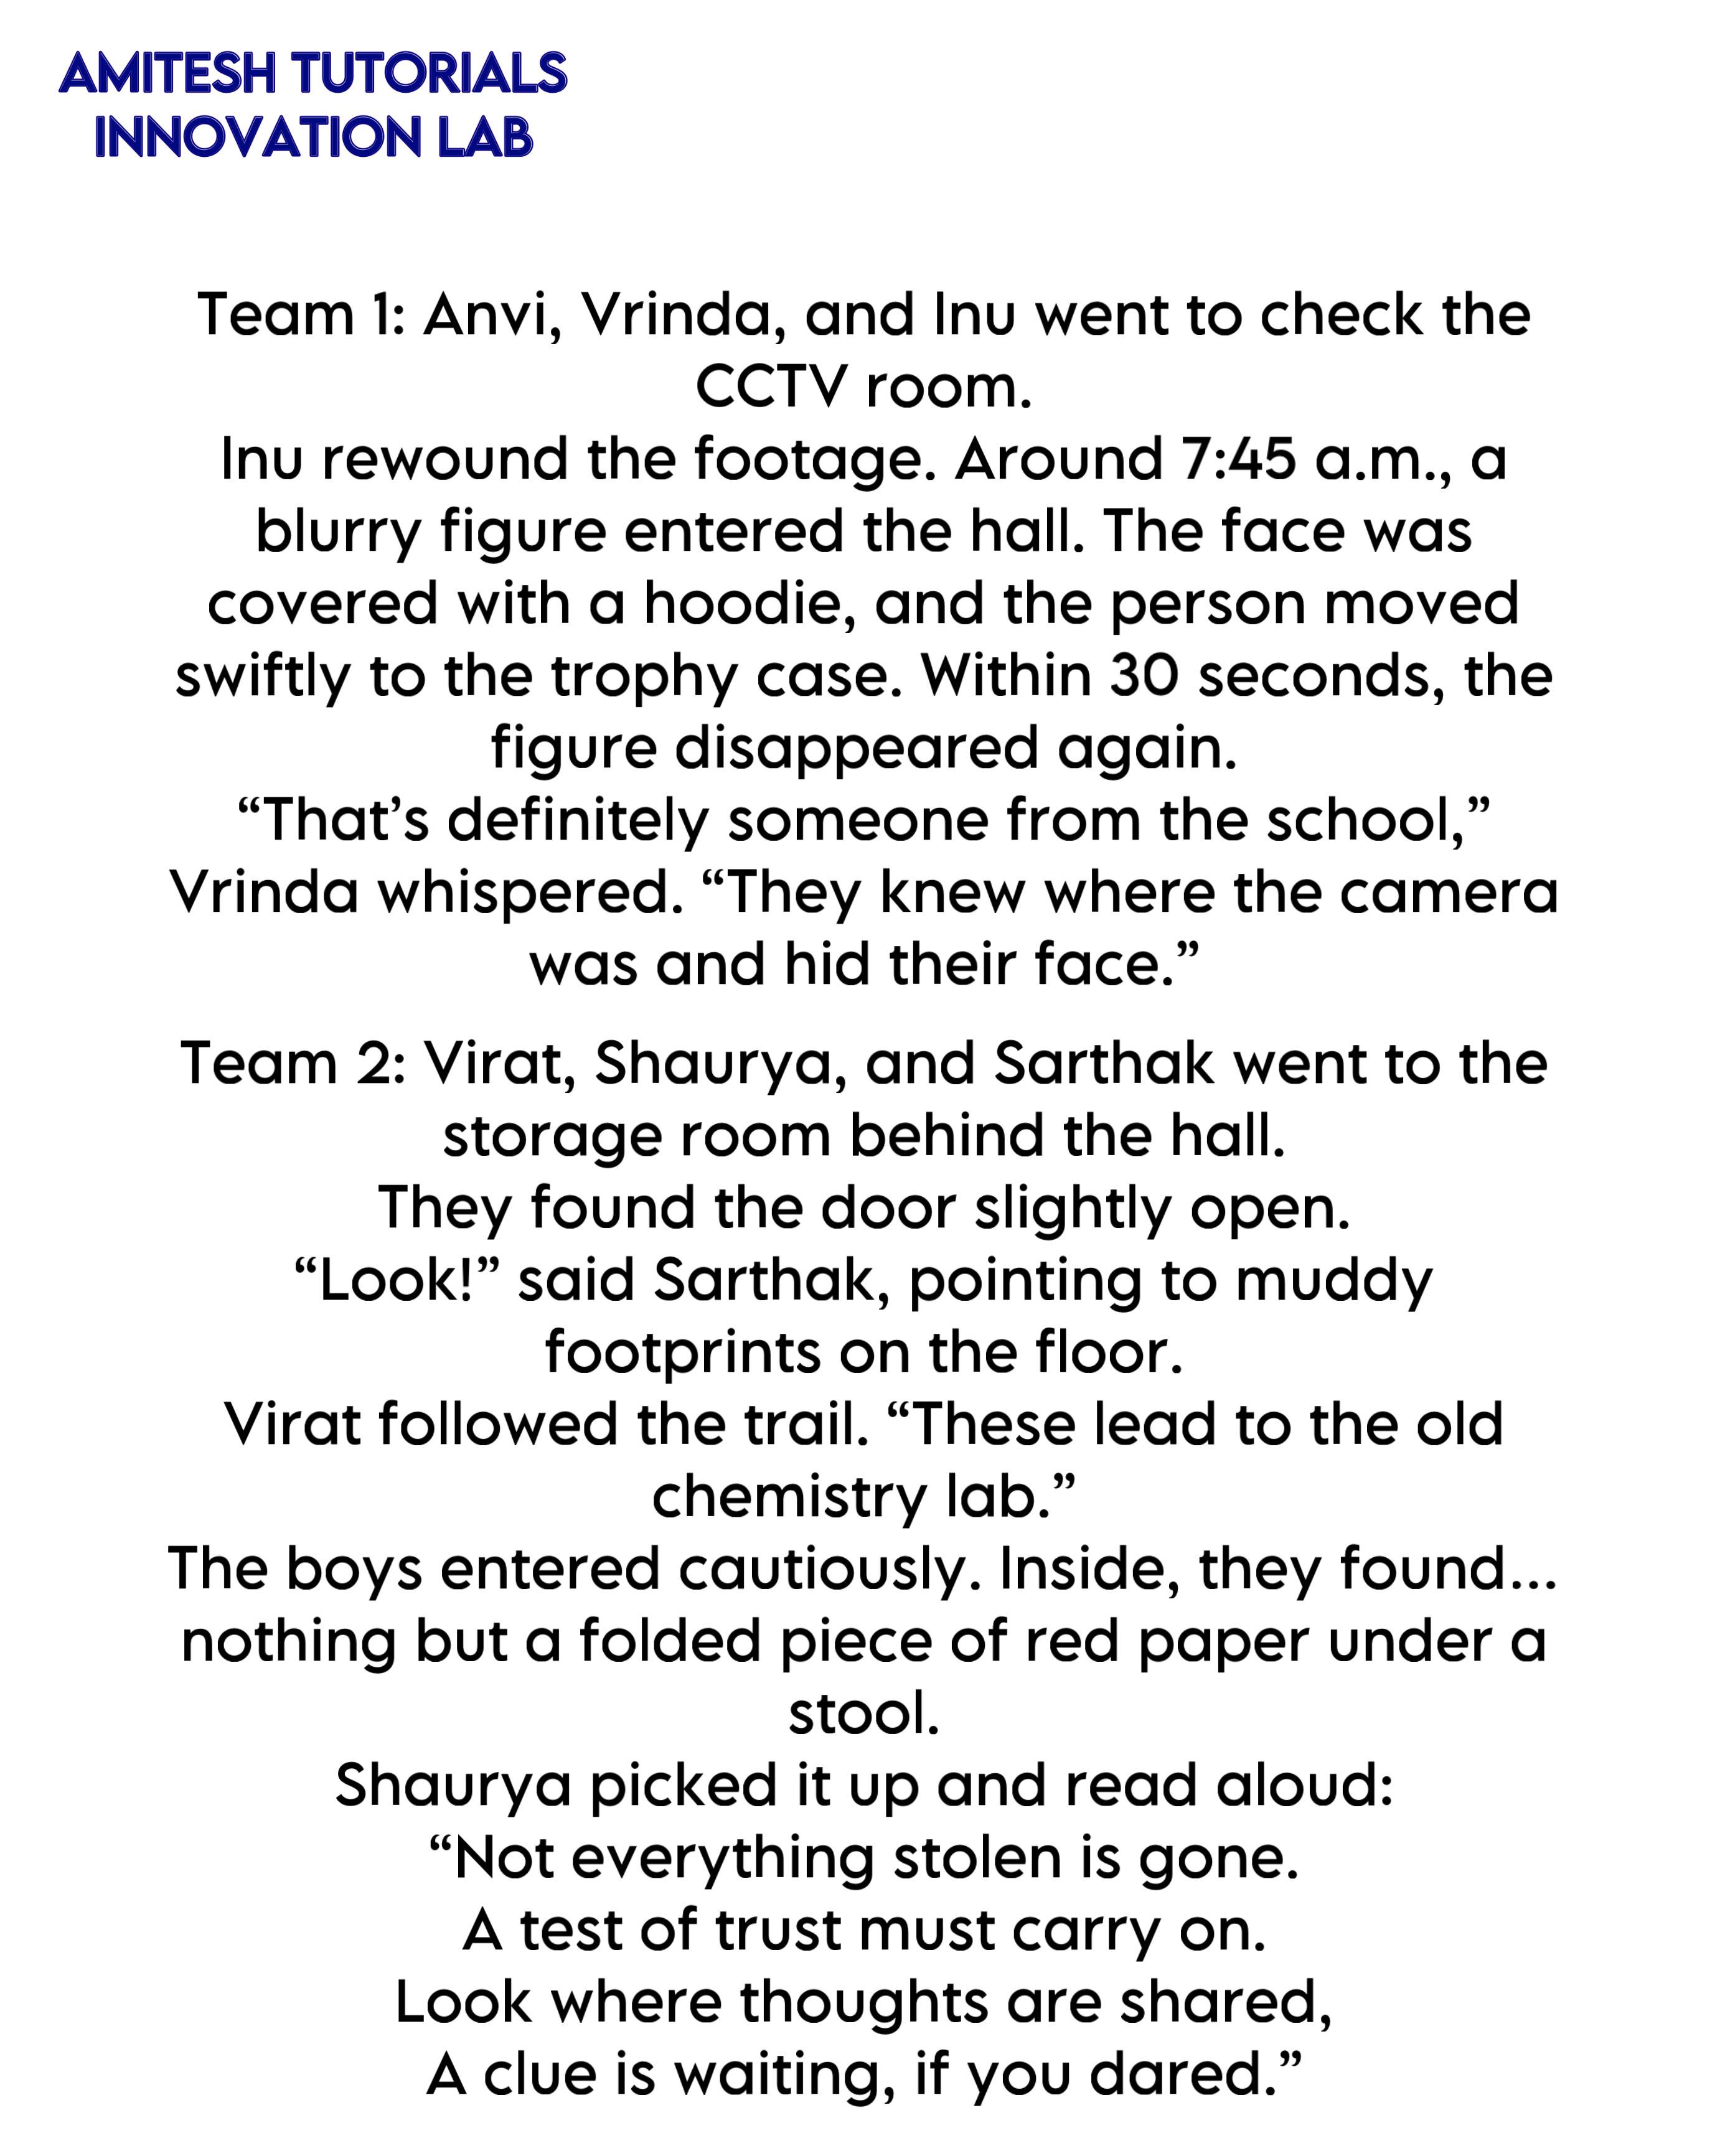 AMITESH TUTORIALS
INNOVATION LAB
Team 1: Anvi, Vrinda, and Inu went to check the
CCTV room.
Inu rewound the footage. Around 7:45 a.m., a
blurry figure entered the hall. The face was
covered with a hoodie, and the person moved
swiftly to the trophy case. Within 30 seconds, the
figure disappeared again.
“That’s definitely someone from the school,”
Vrinda whispered. “They knew where the camera
was and hid their face.”
Team 2: Virat, Shaurya, and Sarthak went to the
storage room behind the hall.
They found the door slightly open.
“Look!” said Sarthak, pointing to muddy
footprints on the floor.
Virat followed the trail. “These lead to the old
chemistry lab.”
The boys entered cautiously. Inside, they found...
nothing but a folded piece of red paper under a
stool.
Shaurya picked it up and read aloud:
“Not everything stolen is gone.
A test of trust must carry on.
Look where thoughts are shared,
A clue is waiting, if you dared.”